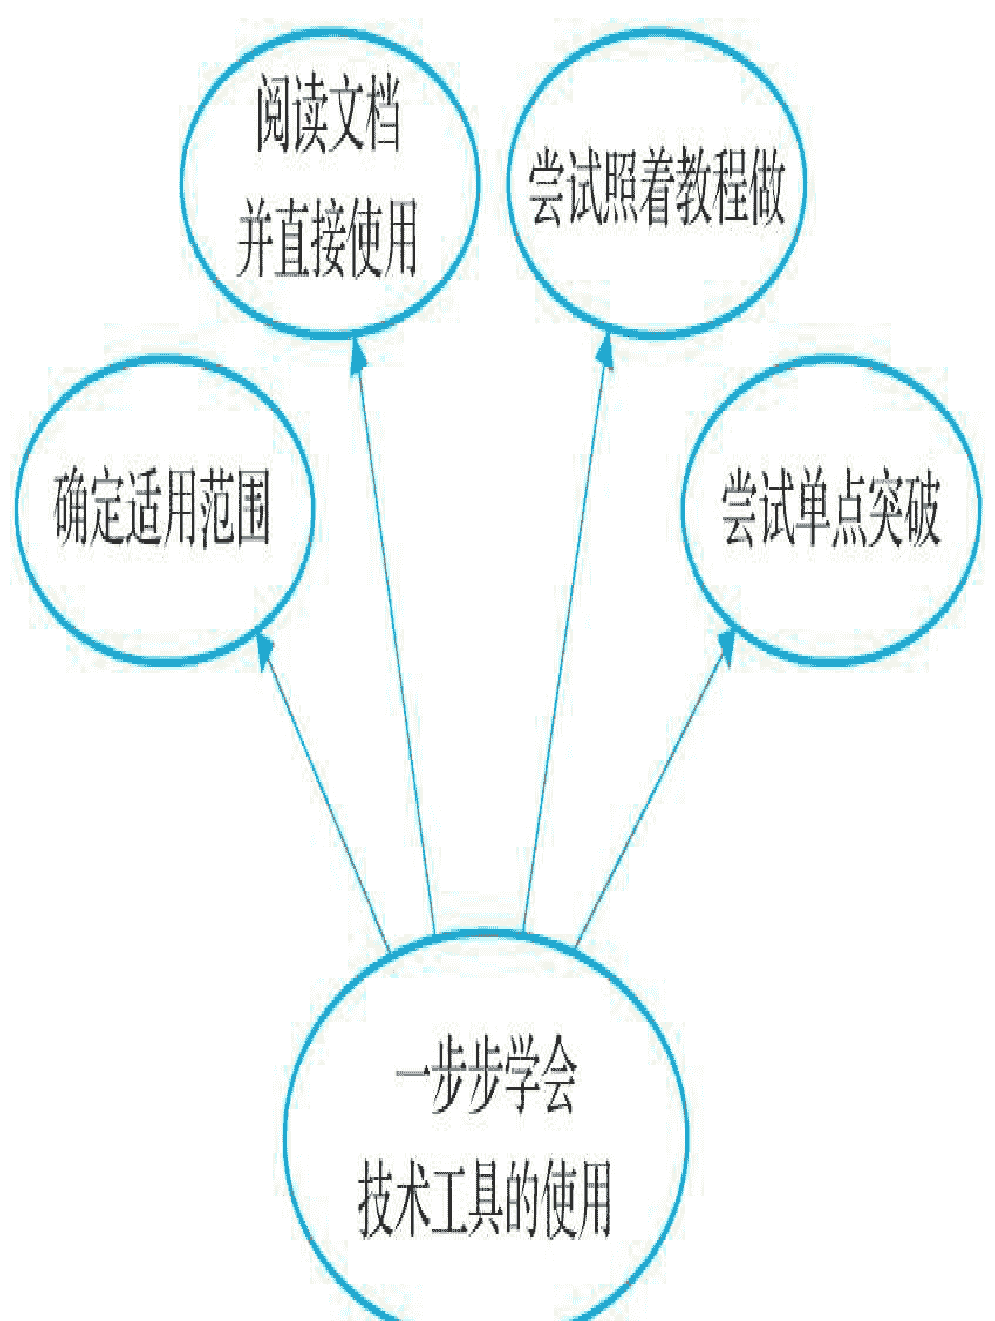 阅读文档
并直接使用
尝试照着教程做
确定适用范围
尝试单点突破
一步步学会
技术工具的使用